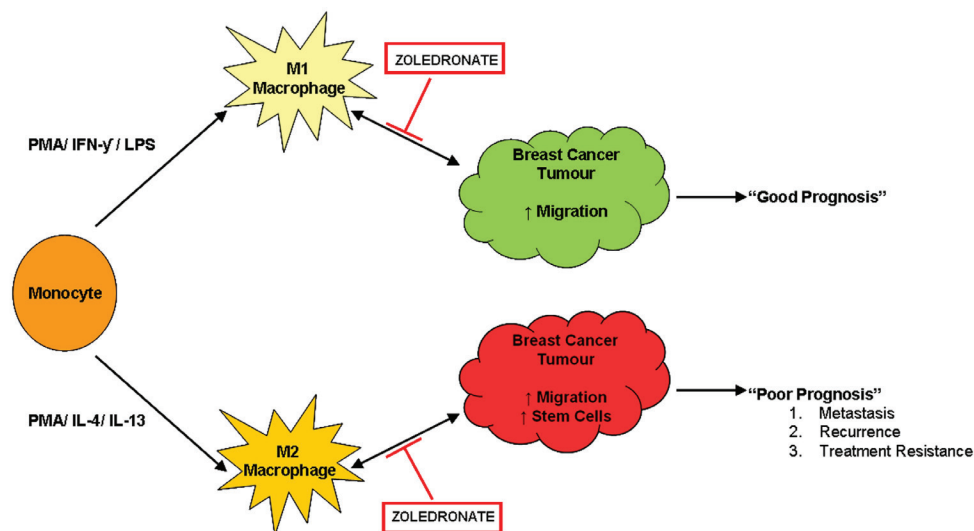 M1
Macrophage
ZOLEDRONATE
PMA/ IFN-γ/ LPS
Breast Cancer
Tumour
↑ Migration
“Good Prognosis”
Monocyte
Breast Cancer
Tumour
↑ Migration
↑ Stem Cells
“Poor Prognosis”
1. Metastasis
2. Recurrence
3. Treatment Resistance
PMA/ IL-4/ IL-13
M2
Macrophage
ZOLEDRONATE